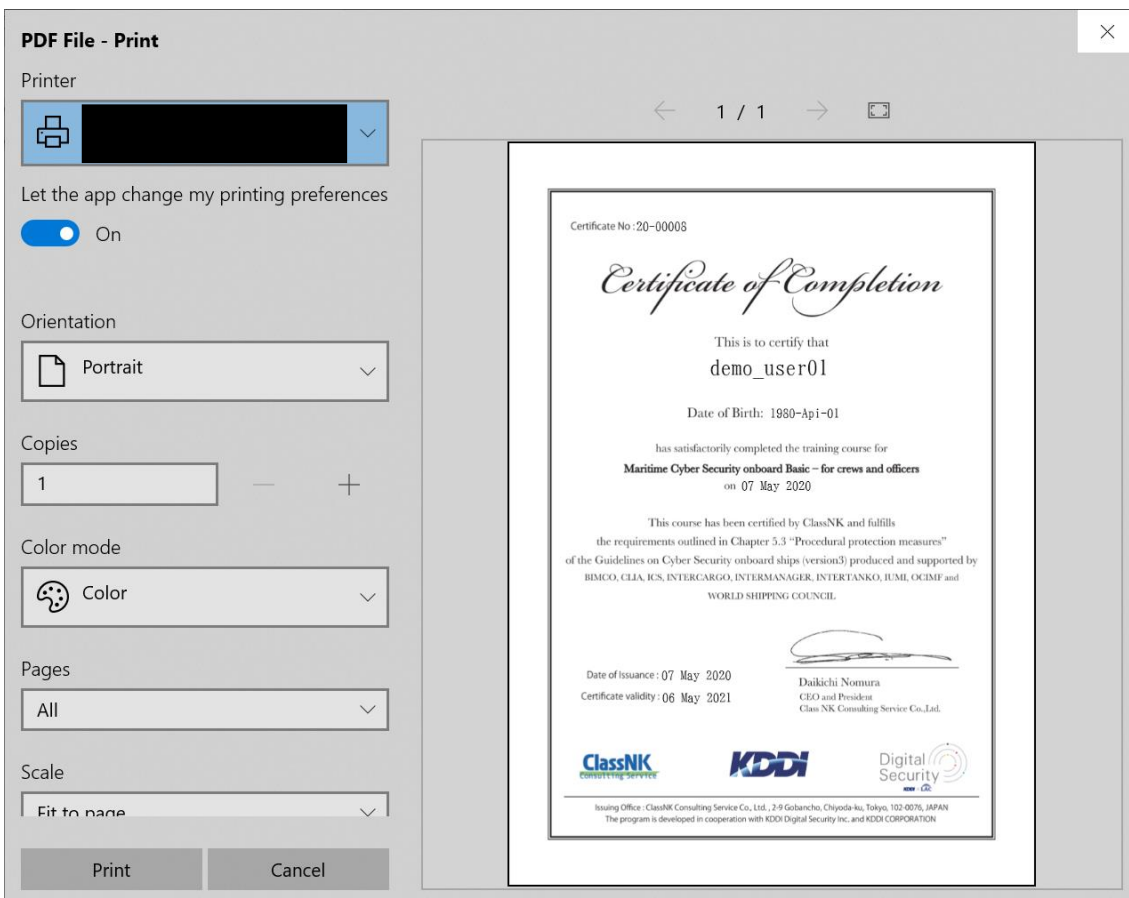 PDF File - Print
Printer
Let the app change my printing preferences
On
Orientation
Portrait
Copies
1
Color mode
Color
Pages
All
Scale
Fit to page
Print
Cancel
1 / 1
Certificate No : 20-00008
Certificate of Completion
This is to certify that
demo_user01
Date of Birth: 1980-Api-01
has satisfactorily completed the training course for
Maritime Cyber Security onboard Basic – for crews and officers
on 07 May 2020
This course has been certified by ClassNK and fulfills
the requirements outlined in Chapter 5.3 “Procedural protection measures”
of the Guidelines on Cyber Security onboard ships (version3) produced and supported by
BIMCO, CLIA, ICS, INTERCARGO, INTERMANAGER, INTERTANKO, IUMI, OCIMF and
WORLD SHIPPING COUNCIL
Date of Issuance : 07 May 2020
Certificate validity : 06 May 2021
Daikichi Nomura
CEO and President
Class NK Consulting Service Co.,Ltd.
ClassNK
Consulting Service
KDDI
Digital
Security
KDDI LAC
Issuing Office : ClassNK Consulting Service Co., Ltd. , 2-9 Gobancho, Chiyoda-ku, Tokyo, 102-0076, JAPAN
The program is developed in cooperation with KDDI Digital Security Inc, and KDDI CORPORATION